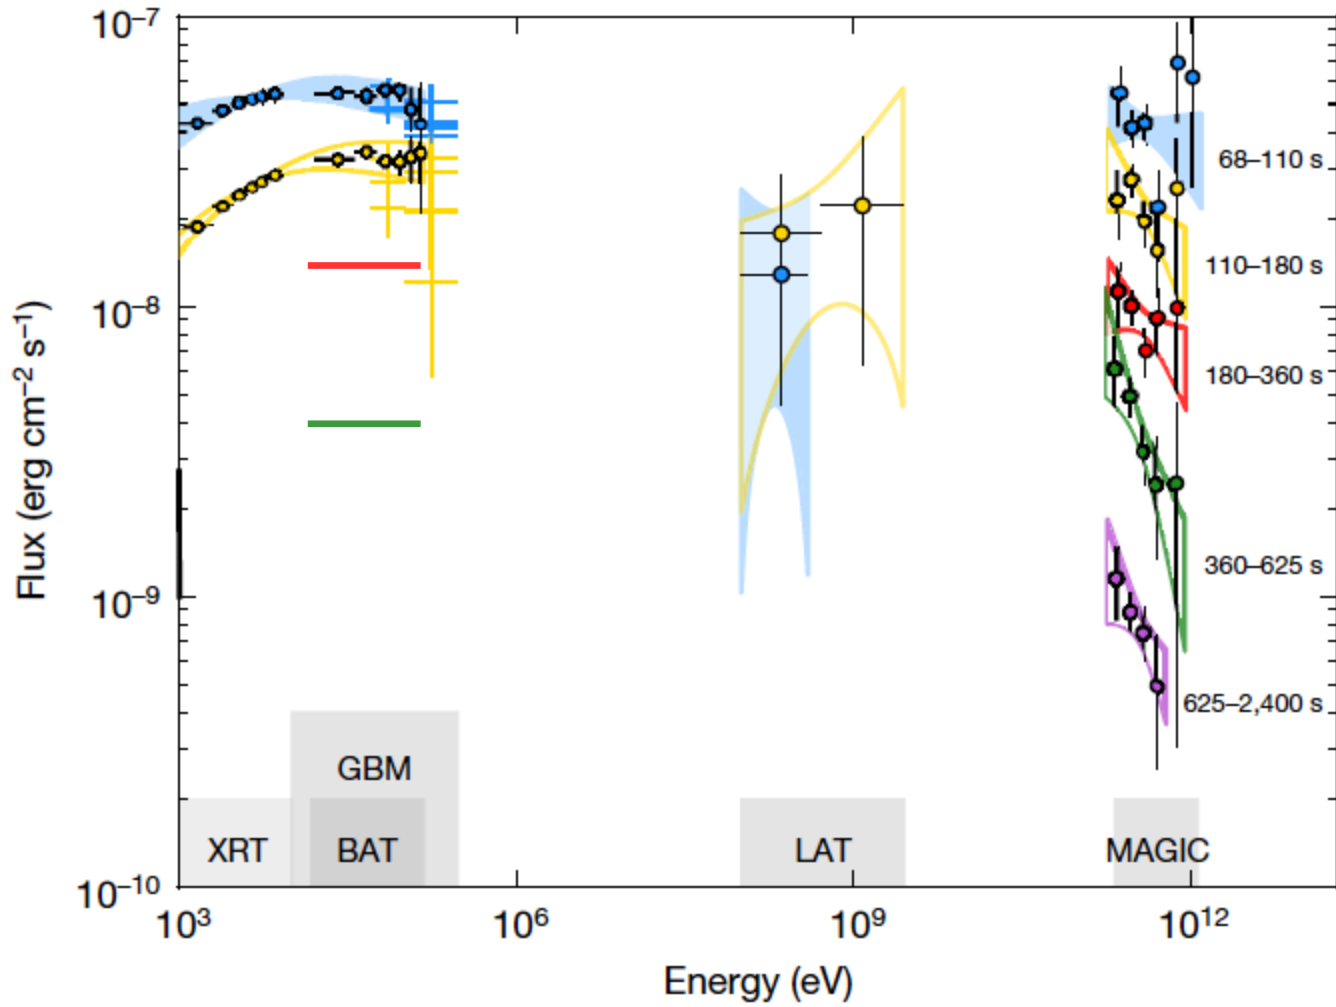 10⁻⁷
10⁻⁸
10⁻⁹
10⁻¹⁰
Flux (erg cm⁻² s⁻¹)
68–110 s
110–180 s
180–360 s
360–625 s
625–2,400 s
GBM
XRT
BAT
LAT
MAGIC
10³
10⁶
10⁹
10¹²
Energy (eV)